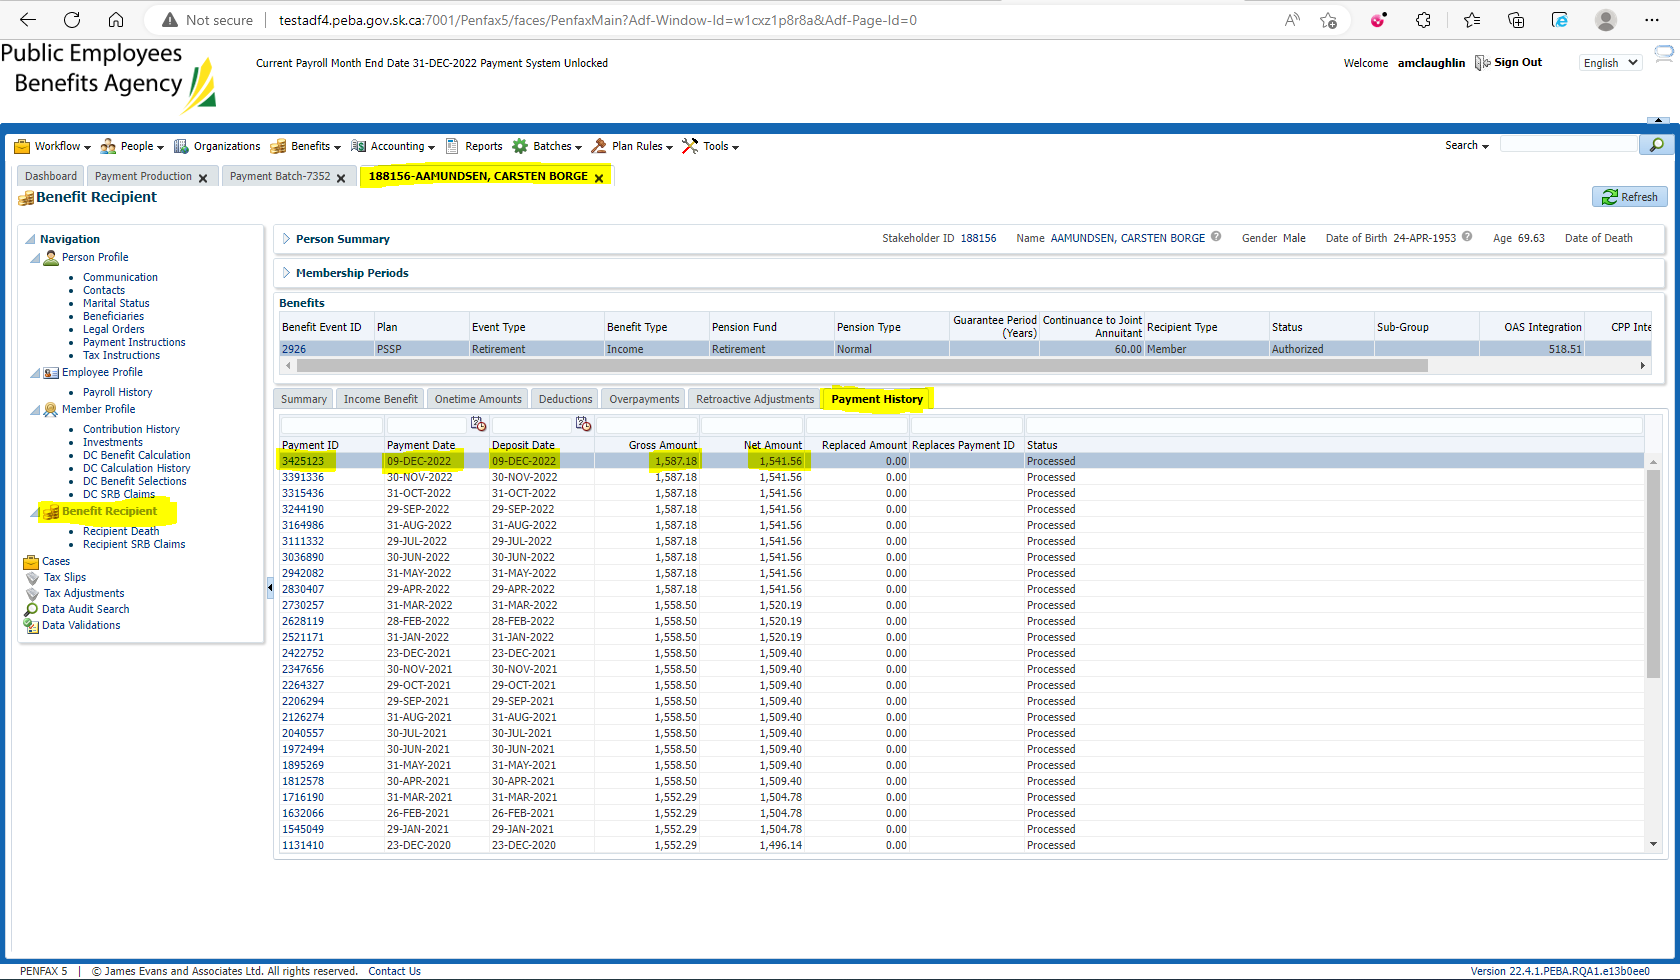 Not secure | testadf4.peba.gov.sk.ca:7001/Penfax5/faces/PenfaxMain?Adf-Window-Id=w1cxz1p8r8a&Adf-Page-Id=0
Public Employees
Benefits Agency
Current Payroll Month End Date 31-DEC-2022 Payment System Unlocked
Welcome amclaughlin Sign Out English
Workflow People Organizations Benefits Accounting Reports Batches Plan Rules Tools Search
Dashboard Payment Production Payment Batch-7352 188156-AAMUNDSEN, CARSTEN BORGE
Benefit Recipient Refresh
Navigation
Person Profile
Communication
Contacts
Marital Status
Beneficiaries
Legal Orders
Payment Instructions
Tax Instructions
Employee Profile
Payroll History
Member Profile
Contribution History
Investments
DC Benefit Calculation
DC Calculation History
DC Benefit Selections
DC SRB Claims
Benefit Recipient
Recipient Death
Recipient SRB Claims
Cases
Tax Slips
Tax Adjustments
Data Audit Search
Data Validations
Person Summary Stakeholder ID 188156 Name AAMUNDSEN, CARSTEN BORGE Gender Male Date of Birth 24-APR-1953 Age 69.63 Date of Death
Membership Periods
Benefits
Benefit Event ID Plan Event Type Benefit Type Pension Fund Pension Type Guarantee Period (Years) Continuance to Joint Annuitant Recipient Type Status Sub-Group OAS Integration CPP Inte
2926 PSSP Retirement Income Retirement Normal 60.00 Member Authorized 518.51
Summary Income Benefit Onetime Amounts Deductions Overpayments Retroactive Adjustments Payment History
Payment ID Payment Date Deposit Date Gross Amount Net Amount Replaced Amount Replaces Payment ID Status
3425123 09-DEC-2022 09-DEC-2022 1,587.18 1,541.56 0.00 Processed
3391336 30-NOV-2022 30-NOV-2022 1,587.18 1,541.56 0.00 Processed
3315436 31-OCT-2022 31-OCT-2022 1,587.18 1,541.56 0.00 Processed
3244190 29-SEP-2022 29-SEP-2022 1,587.18 1,541.56 0.00 Processed
3164986 31-AUG-2022 31-AUG-2022 1,587.18 1,541.56 0.00 Processed
3111332 29-JUL-2022 29-JUL-2022 1,587.18 1,541.56 0.00 Processed
3036890 30-JUN-2022 30-JUN-2022 1,587.18 1,541.56 0.00 Processed
2942082 31-MAY-2022 31-MAY-2022 1,587.18 1,541.56 0.00 Processed
2830407 29-APR-2022 29-APR-2022 1,587.18 1,541.56 0.00 Processed
2730257 31-MAR-2022 31-MAR-2022 1,558.50 1,520.19 0.00 Processed
2628119 28-FEB-2022 28-FEB-2022 1,558.50 1,520.19 0.00 Processed
2521171 31-JAN-2022 31-JAN-2022 1,558.50 1,520.19 0.00 Processed
2422752 23-DEC-2021 23-DEC-2021 1,558.50 1,509.40 0.00 Processed
2347656 30-NOV-2021 30-NOV-2021 1,558.50 1,509.40 0.00 Processed
2264327 29-OCT-2021 29-OCT-2021 1,558.50 1,509.40 0.00 Processed
2206294 29-SEP-2021 29-SEP-2021 1,558.50 1,509.40 0.00 Processed
2126274 31-AUG-2021 31-AUG-2021 1,558.50 1,509.40 0.00 Processed
2040557 30-JUL-2021 30-JUL-2021 1,558.50 1,509.40 0.00 Processed
1972494 30-JUN-2021 30-JUN-2021 1,558.50 1,509.40 0.00 Processed
1895269 31-MAY-2021 31-MAY-2021 1,558.50 1,509.40 0.00 Processed
1812578 30-APR-2021 30-APR-2021 1,558.50 1,509.40 0.00 Processed
1716190 31-MAR-2021 31-MAR-2021 1,552.29 1,504.78 0.00 Processed
1632066 26-FEB-2021 26-FEB-2021 1,552.29 1,504.78 0.00 Processed
1545049 29-JAN-2021 29-JAN-2021 1,552.29 1,504.78 0.00 Processed
1131410 23-DEC-2020 23-DEC-2020 1,552.29 1,496.14 0.00 Processed
PENFAX 5 | © James Evans and Associates Ltd. All rights reserved. Contact Us Version 22.4.1.PEBA.RQA1.e13b0ee0